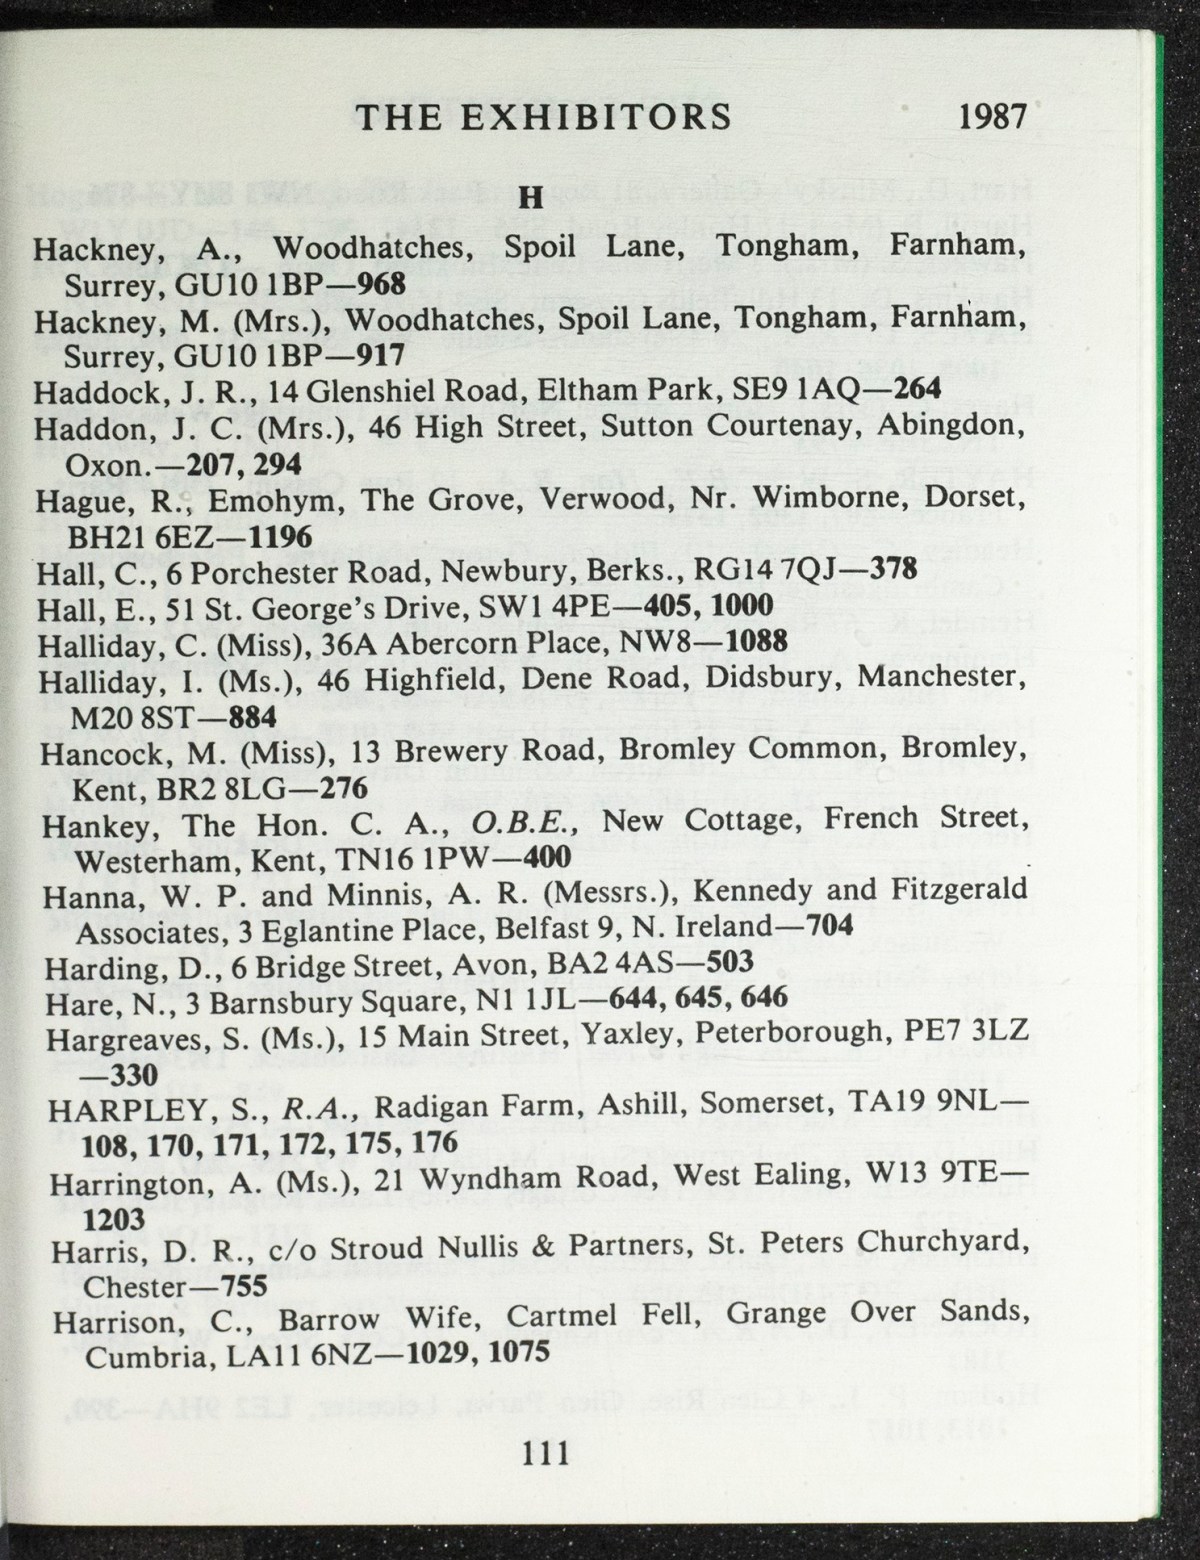 THE EXHIBITORS 1987
H
Hackney, A., Woodhatches, Spoil Lane, Tongham, Farnham,
Surrey, GU10 1BP—968
Hackney, M. (Mrs.), Woodhatches, Spoil Lane, Tongham, Farnham,
Surrey, GU10 1BP—917
Haddock, J. R., 14 Glenshiel Road, Eltham Park, SE9 1AQ—264
Haddon, J. C. (Mrs.), 46 High Street, Sutton Courtenay, Abingdon,
Oxon.—207, 294
Hague, R., Emohym, The Grove, Verwood, Nr. Wimborne, Dorset,
BH21 6EZ—1196
Hall, C., 6 Porchester Road, Newbury, Berks., RG14 7QJ—378
Hall, E., 51 St. George's Drive, SW1 4PE—405, 1000
Halliday, C. (Miss), 36A Abercorn Place, NW8—1088
Halliday, I. (Ms.), 46 Highfield, Dene Road, Didsbury, Manchester,
M20 8ST—884
Hancock, M. (Miss), 13 Brewery Road, Bromley Common, Bromley,
Kent, BR2 8LG—276
Hankey, The Hon. C. A., O.B.E., New Cottage, French Street,
Westerham, Kent, TN16 1PW—400
Hanna, W. P. and Minnis, A. R. (Messrs.), Kennedy and Fitzgerald
Associates, 3 Eglantine Place, Belfast 9, N. Ireland—704
Harding, D., 6 Bridge Street, Avon, BA2 4AS—503
Hare, N., 3 Barnsbury Square, N1 1JL—644, 645, 646
Hargreaves, S. (Ms.), 15 Main Street, Yaxley, Peterborough, PE7 3LZ
—330
HARPLEY, S., R.A., Radigan Farm, Ashill, Somerset, TA19 9NL—
108, 170, 171, 172, 175, 176
Harrington, A. (Ms.), 21 Wyndham Road, West Ealing, W13 9TE—
1203
Harris, D. R., c/o Stroud Nullis & Partners, St. Peters Churchyard,
Chester—755
Harrison, C., Barrow Wife, Cartmel Fell, Grange Over Sands,
Cumbria, LA11 6NZ—1029, 1075
111